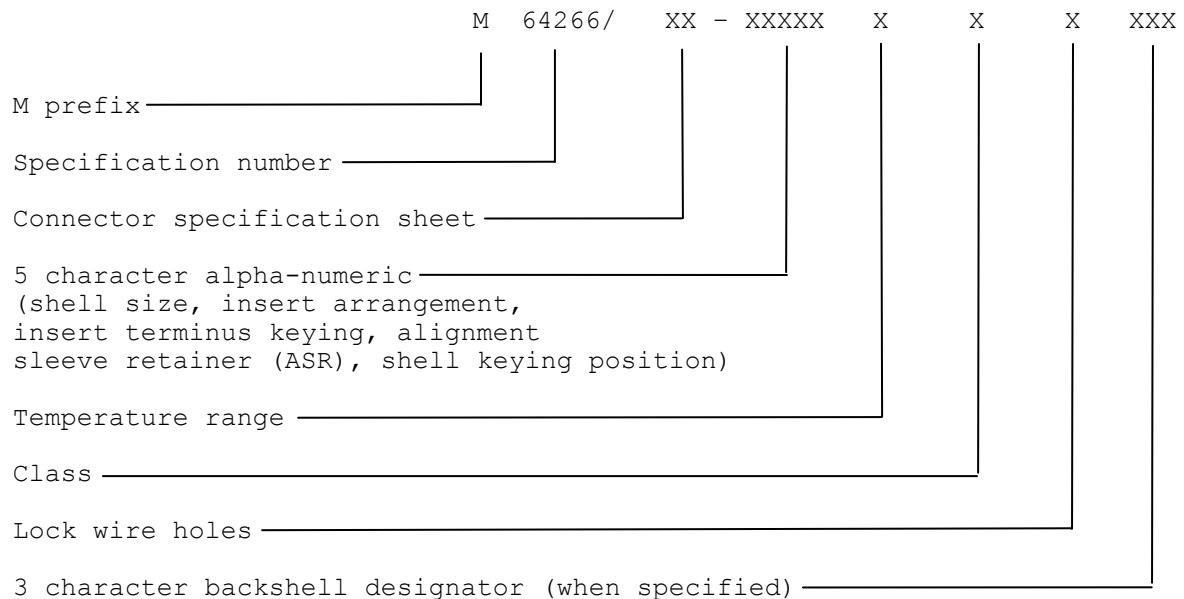 M 64266/ XX – XXXXX X X X XXX
M prefix
Specification number
Connector specification sheet
5 character alpha-numeric
(shell size, insert arrangement,
insert terminus keying, alignment
sleeve retainer (ASR), shell keying position)
Temperature range
Class
Lock wire holes
3 character backshell designator (when specified)